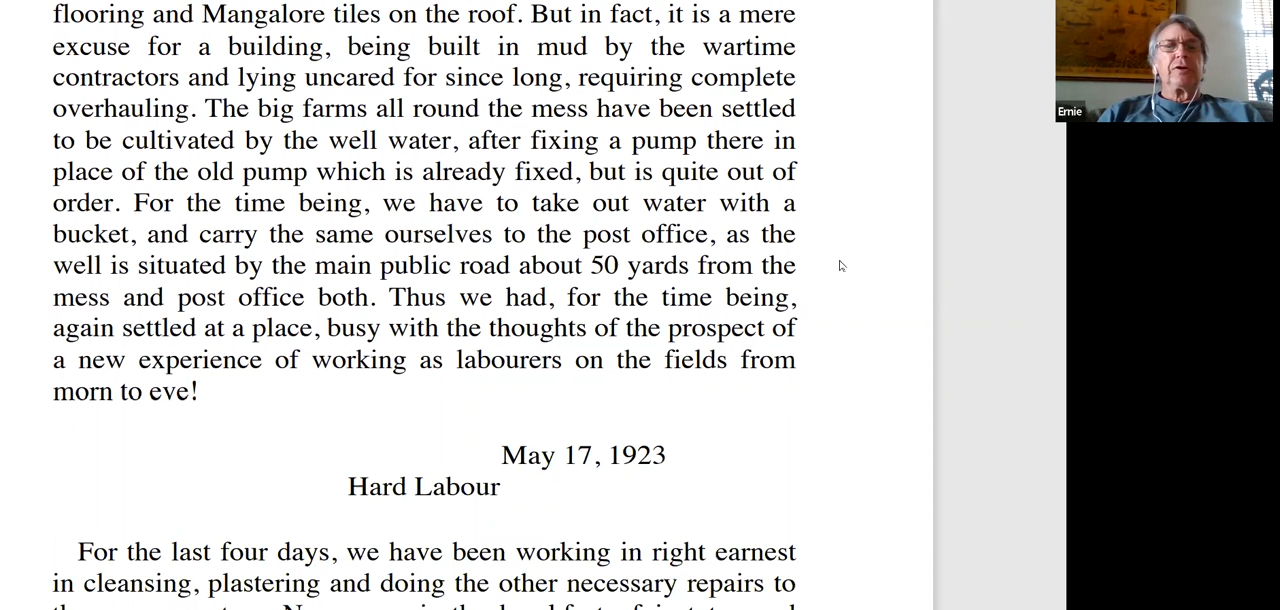 flooring and Mangalore tiles on the roof. But in fact, it is a mere
excuse for a building, being built in mud by the wartime
contractors and lying uncared for since long, requiring complete
overhauling. The big farms all round the mess have been settled
to be cultivated by the well water, after fixing a pump there in
place of the old pump which is already fixed, but is quite out of
order. For the time being, we have to take out water with a
bucket, and carry the same ourselves to the post office, as the
well is situated by the main public road about 50 yards from the
mess and post office both. Thus we had, for the time being,
again settled at a place, busy with the thoughts of the prospect of
a new experience of working as labourers on the fields from
morn to eve!
May 17, 1923
Hard Labour
For the last four days, we have been working in right earnest
in cleansing, plastering and doing the other necessary repairs to
Ernie